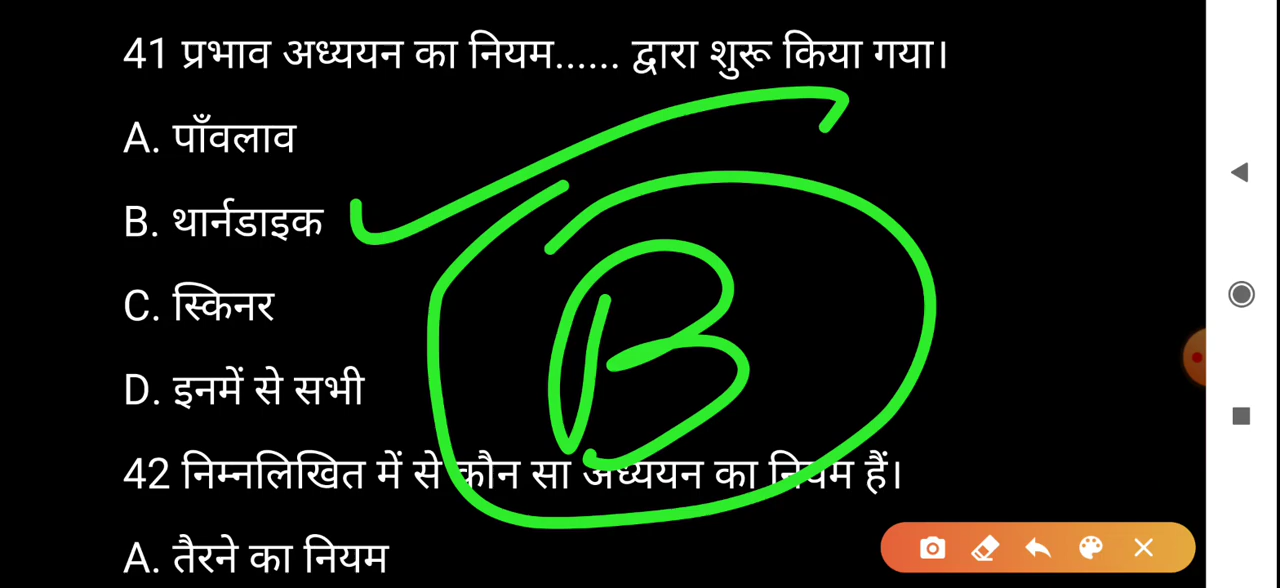 41 प्रभाव अध्ययन का नियम...... द्वारा शुरू किया गया।
A. पाँवलाव
B. थार्नडाइक
B
C. स्किनर
D. इनमें से सभी
42 निम्नलिखित में से कौन सा अध्ययन का नियम हैं।
A. तैरने का नियम